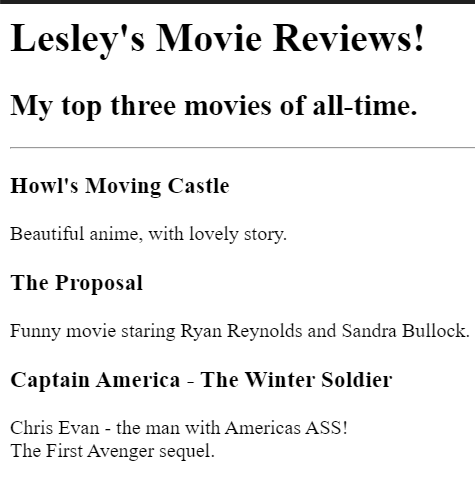 Lesley's Movie Reviews!
My top three movies of all-time.
Howl's Moving Castle
Beautiful anime, with lovely story.
The Proposal
Funny movie staring Ryan Reynolds and Sandra Bullock.
Captain America - The Winter Soldier
Chris Evan - the man with Americas ASS!
The First Avenger sequel.